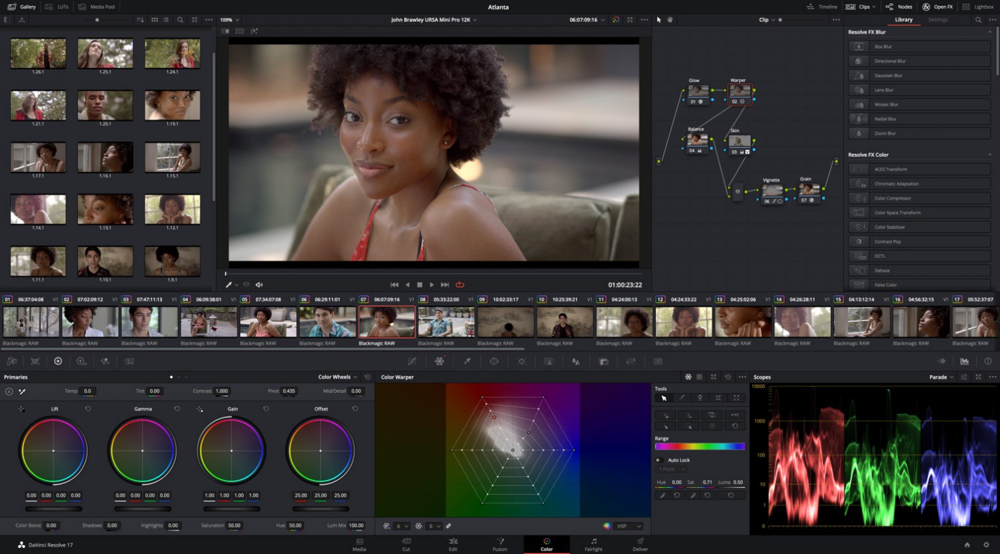 Gallery LUTs Media Pool Atlanta Timeline Clips Nodes Open FX Lightbox
109% John Brawley URSA Mini Pro 12K 06:07:09:16 Clip Library Settings
1.26.1 1.25.1 1.24.1
1.21.1 1.20.1 1.19.1
1.17.1 1.16.1 1.15.1
1.14.1 1.13.1 1.12.1
1.11.1 1.10.1 1.9.1
01:00:23:22
Glow Warper
01 02
Balance Skin
04 03
Vignette Grain
06 07
Resolve FX Blur
Box Blur
Directional Blur
Gaussian Blur
Lens Blur
Mosaic Blur
Radial Blur
Zoom Blur
Resolve FX Color
ACES Transform
Chromatic Adaptation
Color Compressor
Color Space Transform
Color Stabilizer
Contrast Pop
DCTL
Dehaze
False Color
01 06:37:04:08 V1 02 07:02:09:12 V1 03 07:47:11:13 V1 04 06:09:38:01 V1 05 07:34:07:08 V1 06 06:29:11:01 V1 07 06:07:09:16 V1 08 05:33:22:00 V1 09 10:02:33:17 V1 10 10:25:39:21 V1 11 04:24:00:13 V1 12 04:24:33:22 V1 13 04:25:02:06 V1 14 04:26:28:11 V1 15 04:13:12:14 V1 16 04:56:32:15 V1 17 05:52:37:07
Blackmagic RAW Blackmagic RAW Blackmagic RAW Blackmagic RAW Blackmagic RAW Blackmagic RAW Blackmagic RAW Blackmagic RAW Blackmagic RAW Blackmagic RAW Blackmagic RAW Blackmagic RAW Blackmagic RAW Blackmagic RAW Blackmagic RAW Blackmagic RAW Blackmagic RAW
Primaries Color Wheels
A Temp 0.0 Tint 0.00 Contrast 1.000 Pivot 0.435 Mid/Detail 0.00
Lift Gamma Gain Offset
0.00 0.00 0.00 0.00 0.00 0.00 0.00 0.00 1.00 1.00 1.00 1.00 25.00 25.00 25.00
Color Boost 0.00 Shadows 0.00 Highlights 0.00 Saturation 50.00 Hue 50.00 Lum Mix 100.00
Color Warper
6 6 HSP
Tools
Range
Auto Lock
1 Point
Hue 0.00 Sat 0.71 Luma 0.50
Scopes Parade
10000
1000
100
10
1
0
DaVinci Resolve 17 Media Cut Edit Fusion Color Fairlight Deliver